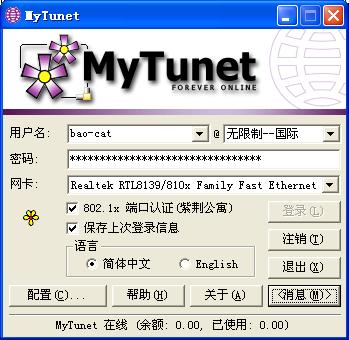 MyTunet
MyTunet
FOREVER ONLINE
用户名: bao-cat @ 无限制--国际
密码: ********************************
网卡: Realtek RTL8139/810x Family Fast Ethernet
802.1x 端口认证(紫荆公寓) 登录(L)
保存上次登录信息 注销(T)
语言
简体中文 English 退出(X)
配置(C)... 帮助(H) 关于(A) <消息(M)>
MyTunet 在线 (余额: 0.00, 已使用: 0.00)